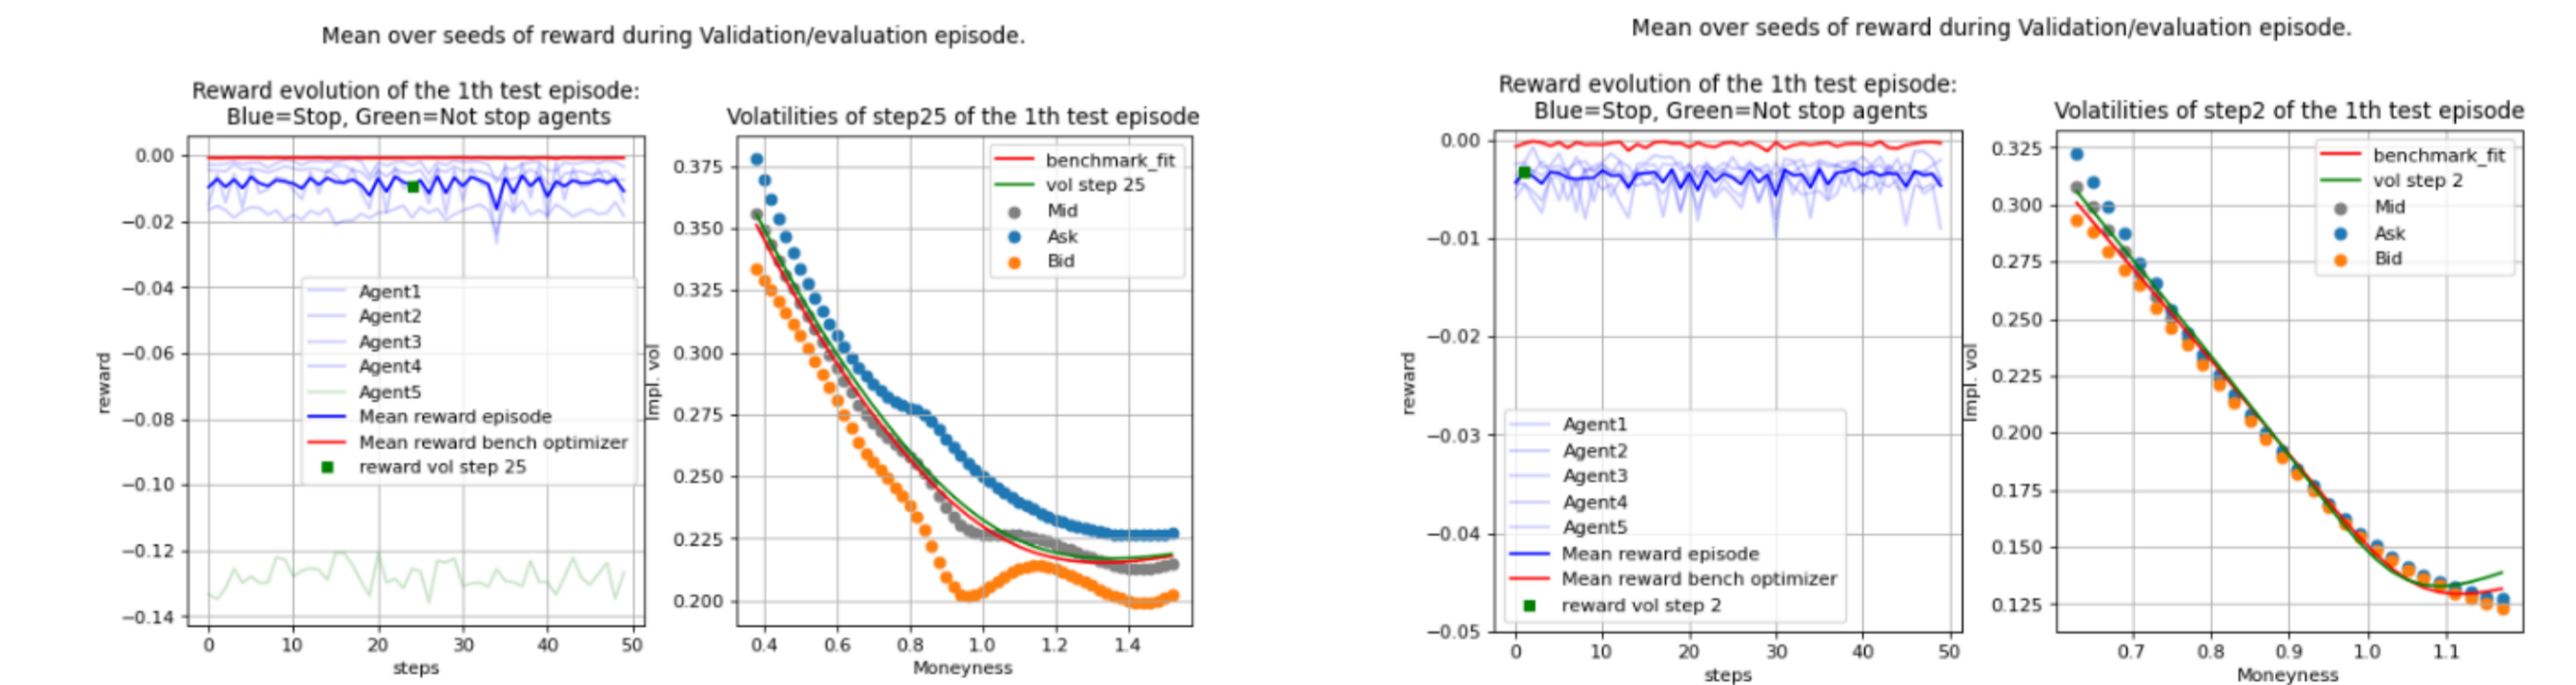 Mean over seeds of reward during Validation/evaluation episode.
Reward evolution of the 1th test episode:
Blue=Stop, Green=Not stop agents
0.00
−0.02
−0.04
−0.06
−0.08
−0.10
−0.12
−0.14
reward
Agent1
Agent2
Agent3
Agent4
Agent5
Mean reward episode
Mean reward bench optimizer
reward vol step 25
0 10 20 30 40 50
steps
Volatilities of step25 of the 1th test episode
0.375
0.350
0.325
0.300
0.275
0.250
0.225
0.200
Impl. vol
benchmark_fit
vol step 25
Mid
Ask
Bid
0.4 0.6 0.8 1.0 1.2 1.4
Moneyness
Mean over seeds of reward during Validation/evaluation episode.
Reward evolution of the 1th test episode:
Blue=Stop, Green=Not stop agents
0.00
−0.01
−0.02
−0.03
−0.04
−0.05
reward
Agent1
Agent2
Agent3
Agent4
Agent5
Mean reward episode
Mean reward bench optimizer
reward vol step 2
0 10 20 30 40 50
steps
Volatilities of step2 of the 1th test episode
0.325
0.300
0.275
0.250
0.225
0.200
0.175
0.150
0.125
Impl. vol
benchmark_fit
vol step 2
Mid
Ask
Bid
0.7 0.8 0.9 1.0 1.1
Moneyness